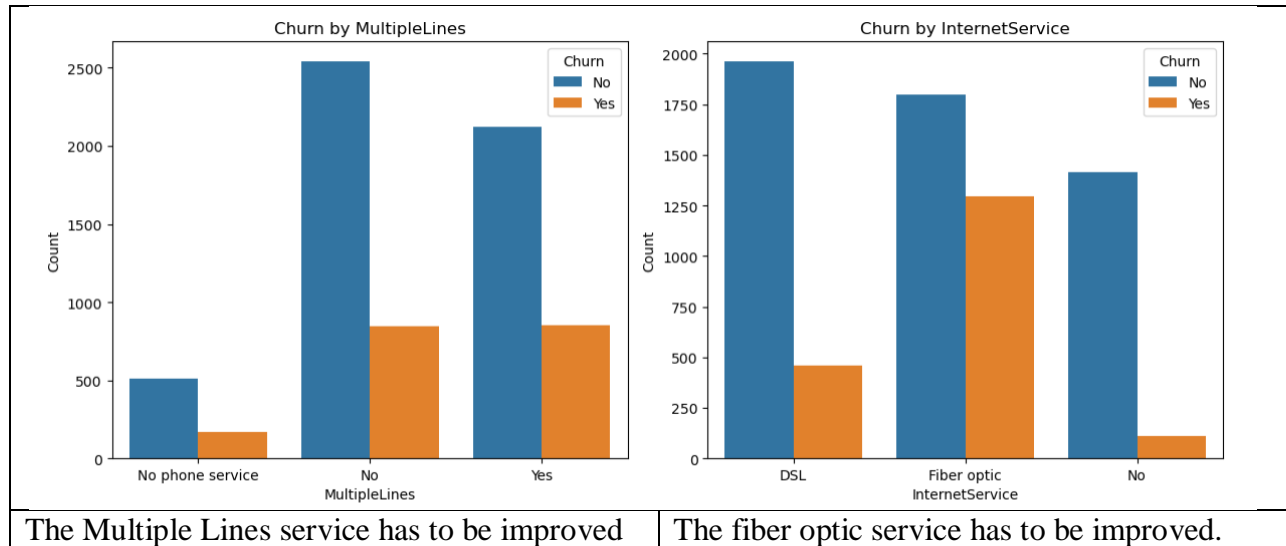 Churn by MultipleLines
Churn
No
Yes
2500
2000
1500
1000
500
0
Count
No phone service
No
Yes
MultipleLines
Churn by InternetService
Churn
No
Yes
2000
1750
1500
1250
1000
750
500
250
0
Count
DSL
Fiber optic
No
InternetService
The Multiple Lines service has to be improved
The fiber optic service has to be improved.